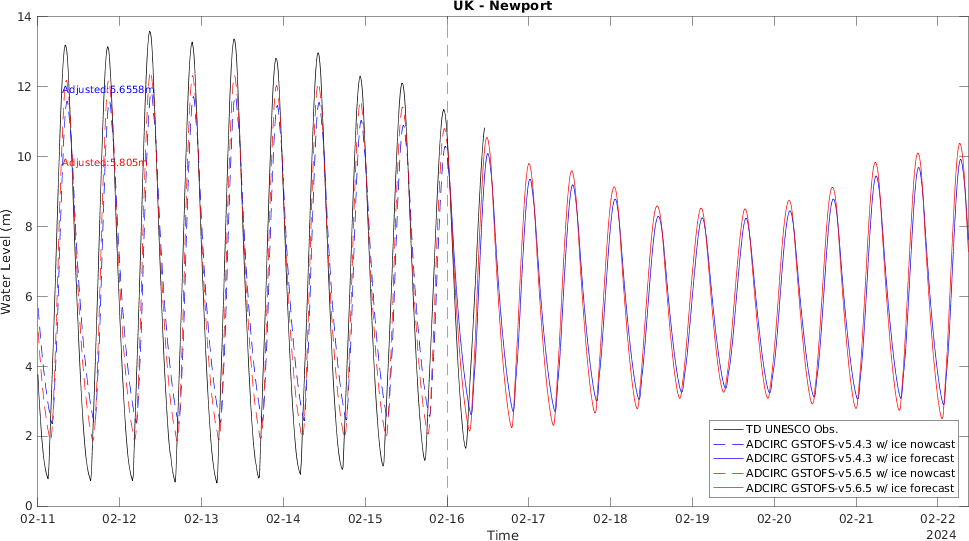 UK - Newport
14
12
10
8
6
4
2
0
Water Level (m)
Adjusted:5.6558m
Adjusted:5.805m
TD UNESCO Obs.
ADCIRC GSTOFS-v5.4.3 w/ ice nowcast
ADCIRC GSTOFS-v5.4.3 w/ ice forecast
ADCIRC GSTOFS-v5.6.5 w/ ice nowcast
ADCIRC GSTOFS-v5.6.5 w/ ice forecast
02-11 02-12 02-13 02-14 02-15 02-16 02-17 02-18 02-19 02-20 02-21 02-22
Time
2024